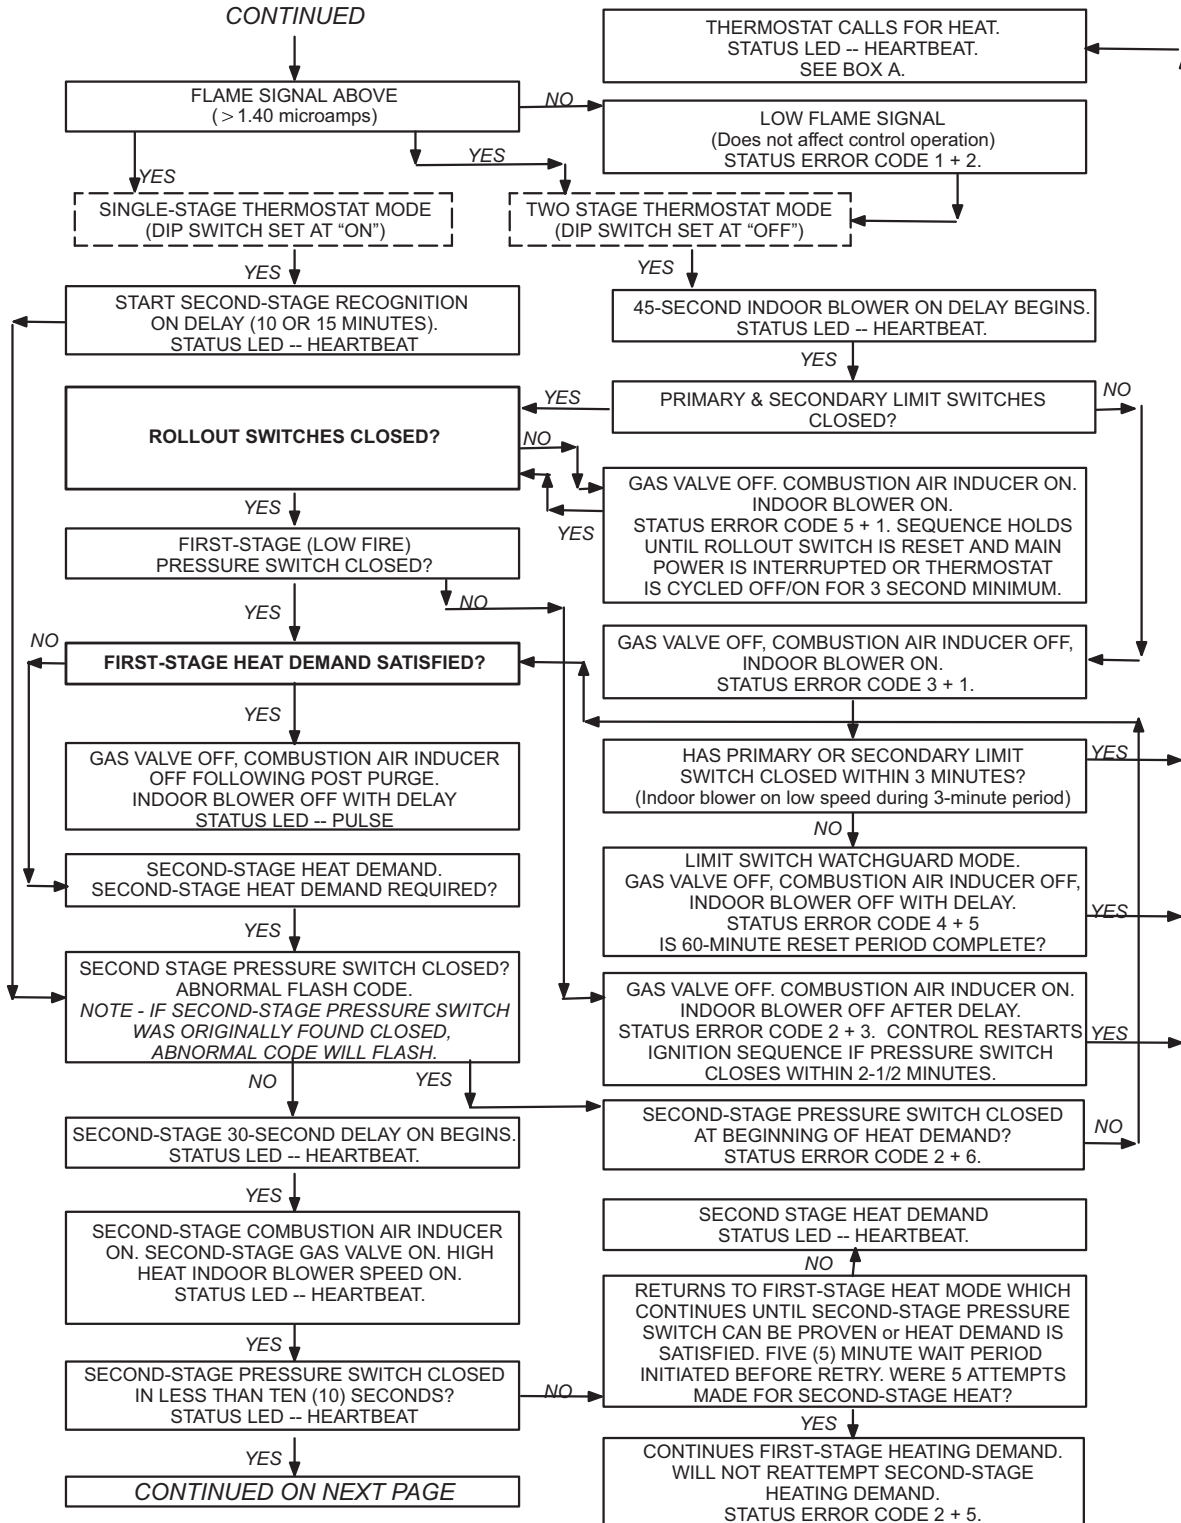 CONTINUED
THERMOSTAT CALLS FOR HEAT.
STATUS LED -- HEARTBEAT.
SEE BOX A.
FLAME SIGNAL ABOVE
(>1.40 microamps)
NO
LOW FLAME SIGNAL
(Does not affect control operation)
STATUS ERROR CODE 1 + 2.
YES
YES
SINGLE-STAGE THERMOSTAT MODE
(DIP SWITCH SET AT “ON”)
TWO STAGE THERMOSTAT MODE
(DIP SWITCH SET AT “OFF”)
YES
YES
START SECOND-STAGE RECOGNITION
ON DELAY (10 OR 15 MINUTES).
STATUS LED -- HEARTBEAT
45-SECOND INDOOR BLOWER ON DELAY BEGINS.
STATUS LED -- HEARTBEAT.
YES
PRIMARY & SECONDARY LIMIT SWITCHES
CLOSED?
YES
NO
ROLLOUT SWITCHES CLOSED?
NO
YES
GAS VALVE OFF. COMBUSTION AIR INDUCER ON.
INDOOR BLOWER ON.
STATUS ERROR CODE 5 + 1. SEQUENCE HOLDS
UNTIL ROLLOUT SWITCH IS RESET AND MAIN
POWER IS INTERRUPTED OR THERMOSTAT
IS CYCLED OFF/ON FOR 3 SECOND MINIMUM.
YES
FIRST-STAGE (LOW FIRE)
PRESSURE SWITCH CLOSED?
NO
YES
NO
FIRST-STAGE HEAT DEMAND SATISFIED?
GAS VALVE OFF, COMBUSTION AIR INDUCER OFF,
INDOOR BLOWER ON.
STATUS ERROR CODE 3 + 1.
YES
GAS VALVE OFF, COMBUSTION AIR INDUCER
OFF FOLLOWING POST PURGE.
INDOOR BLOWER OFF WITH DELAY
STATUS LED -- PULSE
HAS PRIMARY OR SECONDARY LIMIT
SWITCH CLOSED WITHIN 3 MINUTES?
(Indoor blower on low speed during 3-minute period)
YES
NO
SECOND-STAGE HEAT DEMAND.
SECOND-STAGE HEAT DEMAND REQUIRED?
LIMIT SWITCH WATCHGUARD MODE.
GAS VALVE OFF, COMBUSTION AIR INDUCER OFF,
INDOOR BLOWER OFF WITH DELAY.
STATUS ERROR CODE 4 + 5
IS 60-MINUTE RESET PERIOD COMPLETE?
YES
YES
SECOND STAGE PRESSURE SWITCH CLOSED?
ABNORMAL FLASH CODE.
NOTE - IF SECOND-STAGE PRESSURE SWITCH
WAS ORIGINALLY FOUND CLOSED,
ABNORMAL CODE WILL FLASH.
GAS VALVE OFF. COMBUSTION AIR INDUCER ON.
INDOOR BLOWER OFF AFTER DELAY.
STATUS ERROR CODE 2 + 3.  CONTROL RESTARTS
IGNITION SEQUENCE IF PRESSURE SWITCH
CLOSES WITHIN 2-1/2 MINUTES.
YES
NO
YES
SECOND-STAGE PRESSURE SWITCH CLOSED
AT BEGINNING OF HEAT DEMAND?
STATUS ERROR CODE 2 + 6.
NO
SECOND-STAGE 30-SECOND DELAY ON BEGINS.
STATUS LED -- HEARTBEAT.
YES
SECOND-STAGE COMBUSTION AIR INDUCER
ON. SECOND-STAGE GAS VALVE ON. HIGH
HEAT INDOOR BLOWER SPEED ON.
STATUS LED -- HEARTBEAT.
SECOND STAGE HEAT DEMAND
STATUS LED -- HEARTBEAT.
NO
RETURNS TO FIRST-STAGE HEAT MODE WHICH
CONTINUES UNTIL SECOND-STAGE PRESSURE
SWITCH CAN BE PROVEN or HEAT DEMAND IS
SATISFIED. FIVE (5) MINUTE WAIT PERIOD
INITIATED BEFORE RETRY. WERE 5 ATTEMPTS
MADE FOR SECOND-STAGE HEAT?
YES
SECOND-STAGE PRESSURE SWITCH CLOSED
IN LESS THAN TEN (10) SECONDS?
STATUS LED -- HEARTBEAT
NO
YES
YES
CONTINUED ON NEXT PAGE
CONTINUES FIRST-STAGE HEATING DEMAND.
WILL NOT REATTEMPT SECOND-STAGE
HEATING DEMAND.
STATUS ERROR CODE 2 + 5.